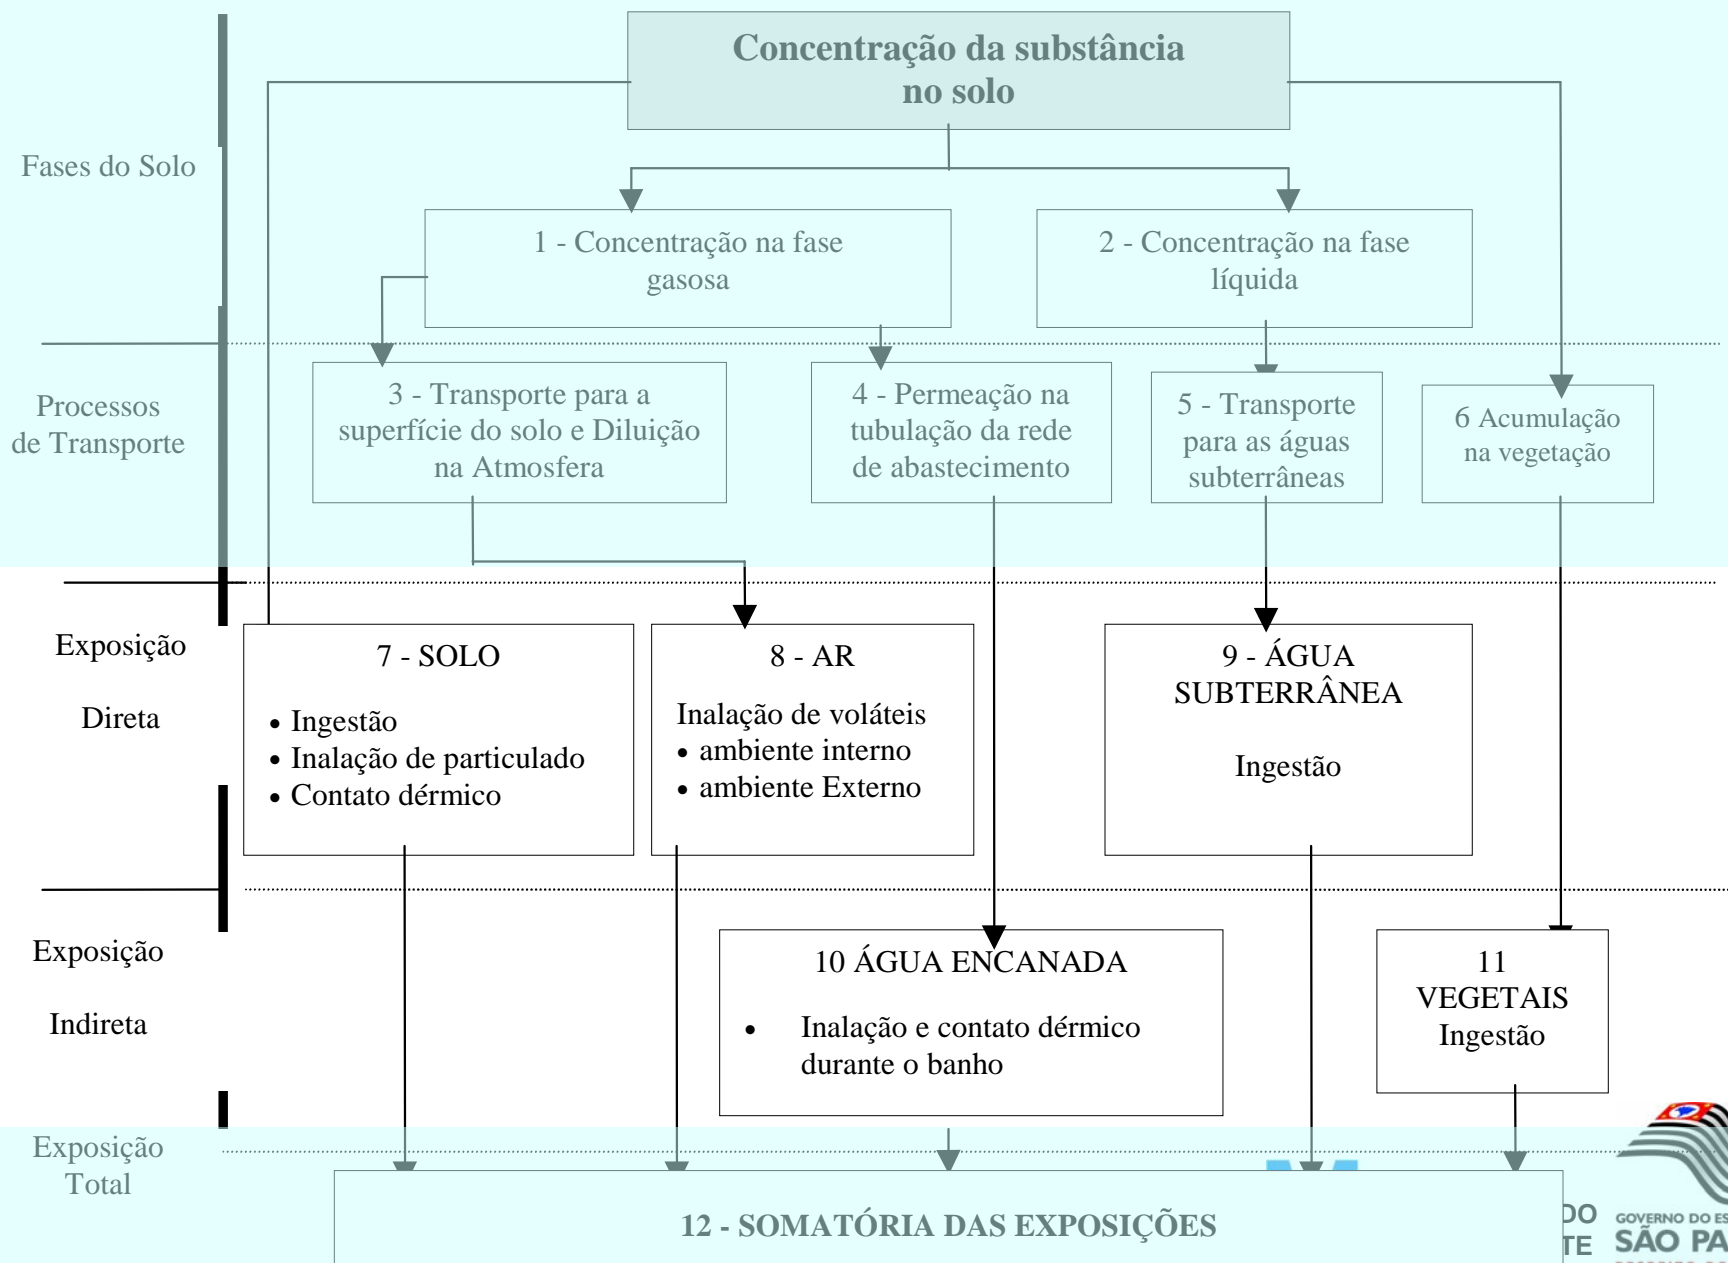 Concentração da substância
no solo
Fases do Solo
1 - Concentração na fase
gasosa
2 - Concentração na fase
líquida
Processos
de Transporte
3 - Transporte para a
superfície do solo e Diluição
na Atmosfera
4 - Permeação na
tubulação da rede
de abastecimento
5 - Transporte
para as águas
subterrâneas
6 Acumulação
na vegetação
Exposição
Direta
7 - SOLO
• Ingestão
• Inalação de particulado
• Contato dérmico
8 - AR
Inalação de voláteis
• ambiente interno
• ambiente Externo
9 - ÁGUA
SUBTERRÂNEA
Ingestão
Exposição
Indireta
10 ÁGUA ENCANADA
• Inalação e contato dérmico
durante o banho
11
VEGETAIS
Ingestão
Exposição
Total
12 - SOMATÓRIA DAS EXPOSIÇÕES
DO
TE
GOVERNO DO ES
SÃO PA